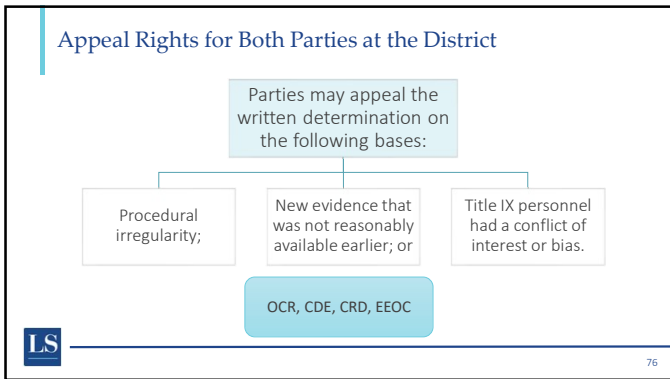 Appeal Rights for Both Parties at the District
Parties may appeal the
written determination on
the following bases:
Procedural
irregularity;
New evidence that
was not reasonably
available earlier; or
Title IX personnel
had a conflict of
interest or bias.
OCR, CDE, CRD, EEOC
LS
76